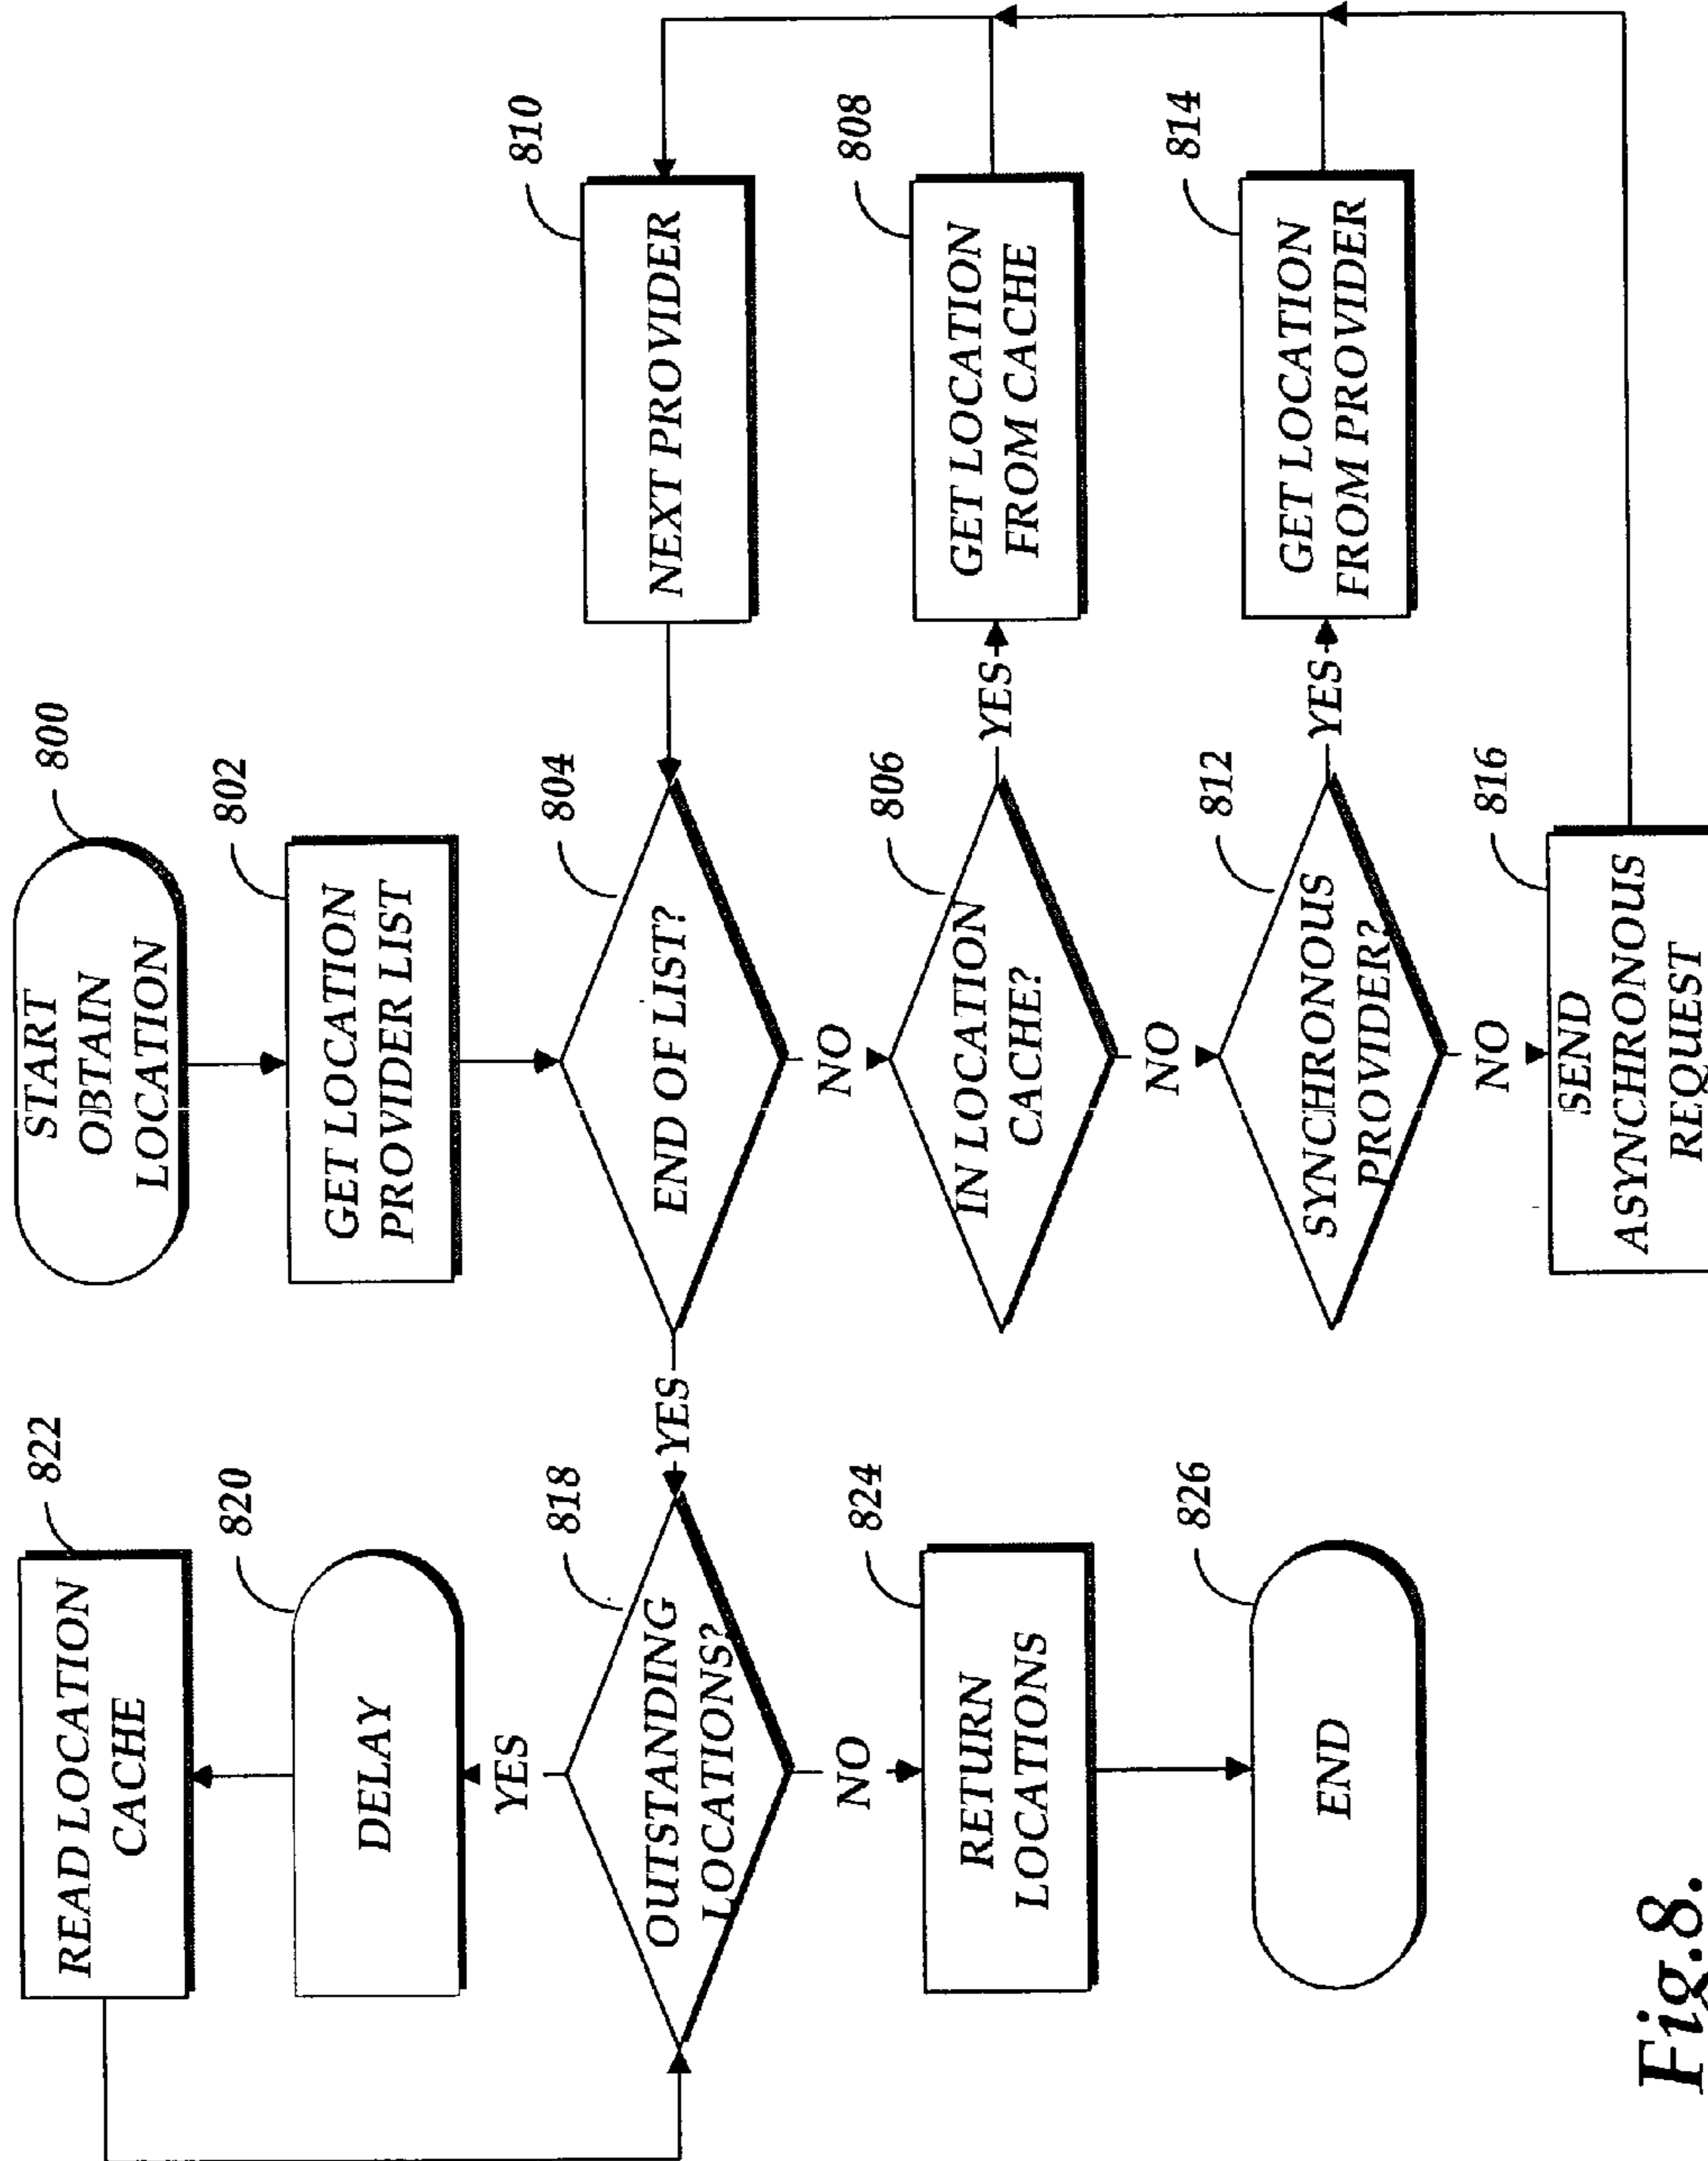 800
START
OBTAIN
LOCATION
802
GET LOCATION
PROVIDER LIST
804
END OF LIST?
YES
NO
810
NEXT PROVIDER
806
IN LOCATION
CACHE?
YES
NO
808
GET LOCATION
FROM CACHE
812
SYNCHRONOUS
PROVIDER?
YES
NO
814
GET LOCATION
FROM PROVIDER
816
SEND
ASYNCHRONOUS
REQUEST
822
READ LOCATION
CACHE
820
DELAY
YES
818
OUTSTANDING
LOCATIONS?
NO
824
RETURN
LOCATIONS
826
END
Fig.8.